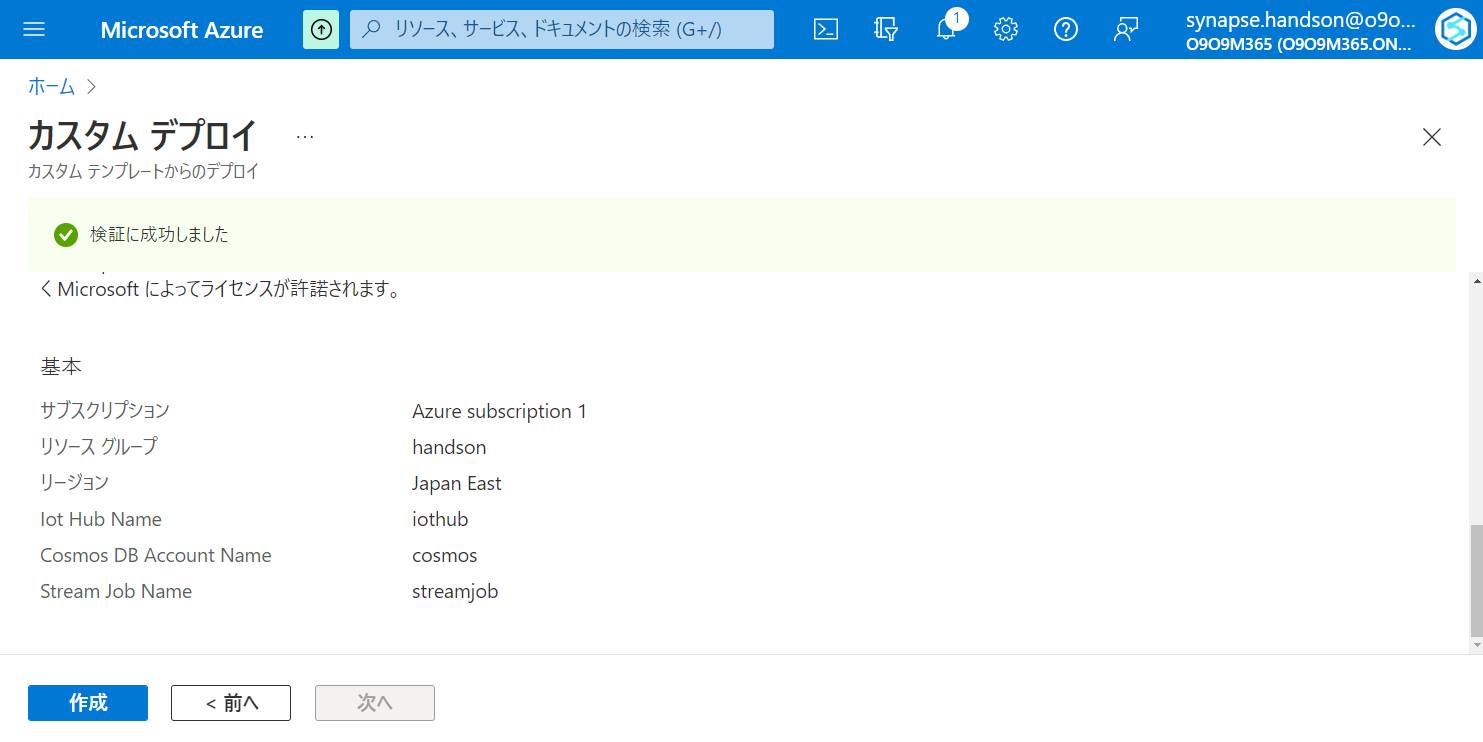 Microsoft Azure
リソース、サービス、ドキュメントの検索 (G+/)
1
synapse.handson@o9o...
O9O9M365 (O9O9M365.ON...
ホーム
カスタム デプロイ
...
カスタム テンプレートからのデプロイ
検証に成功しました
く Microsoft によってライセンスが許諾されます。
基本
サブスクリプション Azure subscription 1
リソース グループ handson
リージョン Japan East
Iot Hub Name iothub
Cosmos DB Account Name cosmos
Stream Job Name streamjob
作成 < 前へ 次へ